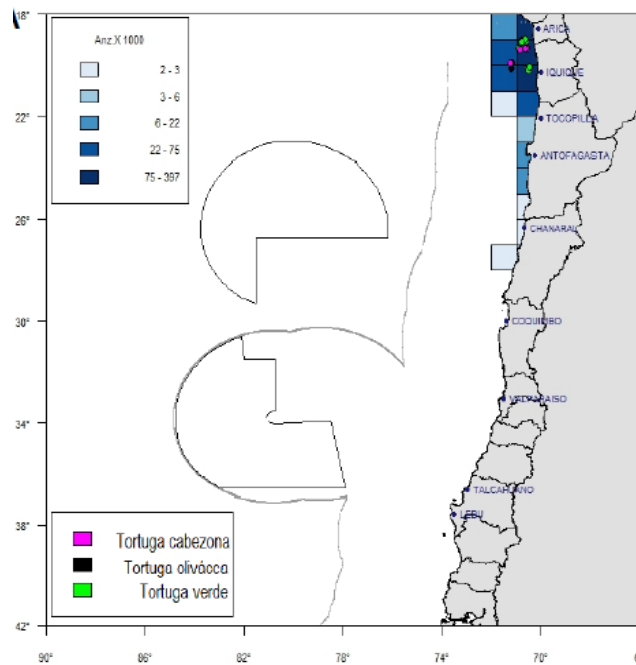 18°
Anz.X 1000
2 - 3
3 - 6
6 - 22
22 - 75
75 - 397
ARICA
IQUIQUE
22°
TOCOPILLA
ANTOFAGASTA
26°
CHANARAL
30°
COQUIMBO
34°
VALPARAISO
TALCAHUANO
38°
LEBU
Tortuga cabezona
Tortuga olivácea
Tortuga verde
42°
90°
82°
78°
70°